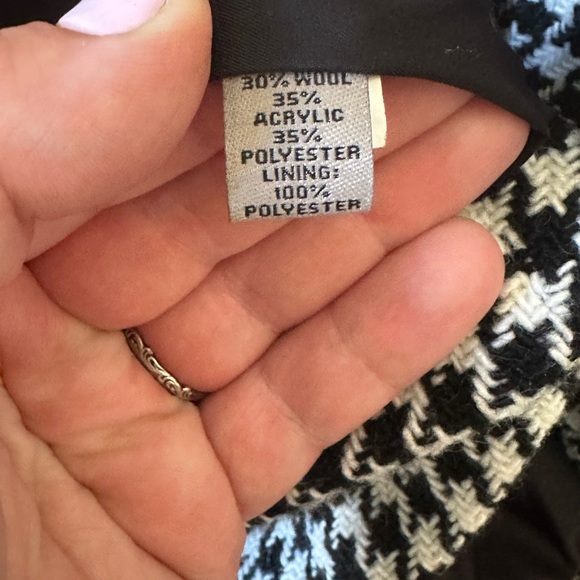 30% WOOL
35%
ACRYLIC
35%
POLYESTER
LINING:
100%
POLYESTER